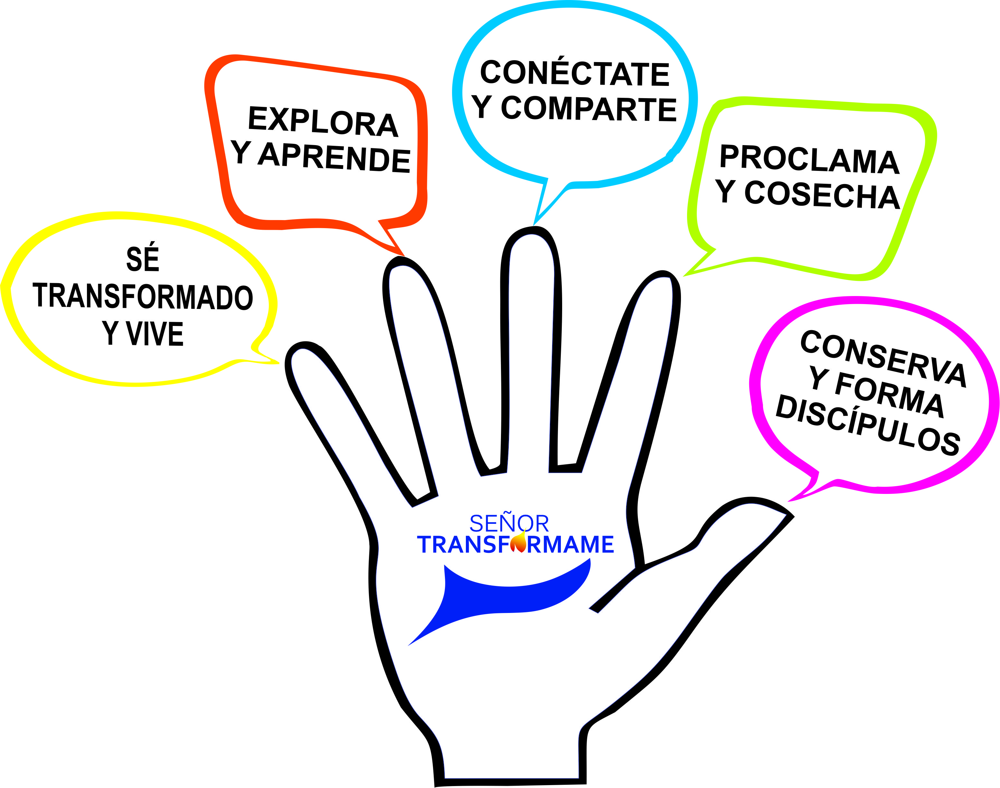 SÉ
TRANSFORMADO
Y VIVE
EXPLORA
Y APRENDE
CONÉCTATE
Y COMPARTE
PROCLAMA
Y COSECHA
CONSERVA
Y FORMA
DISCÍPULOS
SEÑOR
TRANSFORMAME